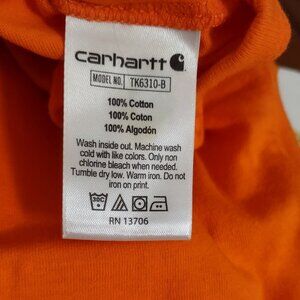 carhartt
MODEL NO. TK6310-B
100% Cotton
100% Coton
100% Algodón
Wash inside out. Machine wash
cold with like colors. Only non
chlorine bleach when needed.
Tumble dry low. Warm iron. Do not
iron on print.
30C
RN 13706